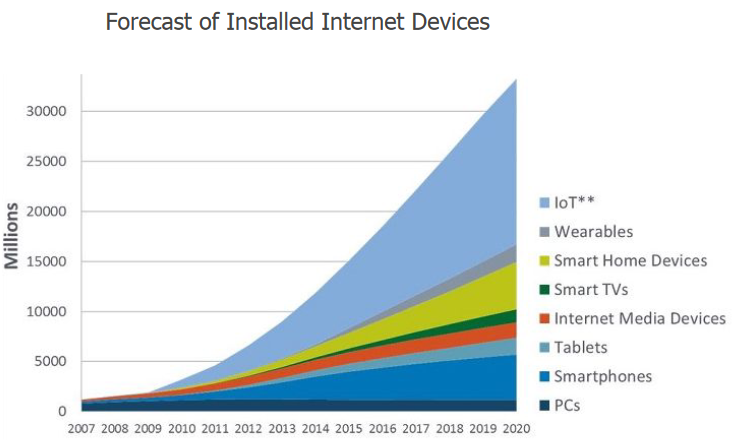 Forecast of Installed Internet Devices
Millions
30000
25000
20000
15000
10000
5000
0
2007 2008 2009 2010 2011 2012 2013 2014 2015 2016 2017 2018 2019 2020
IoT**
Wearables
Smart Home Devices
Smart TVs
Internet Media Devices
Tablets
Smartphones
PCs